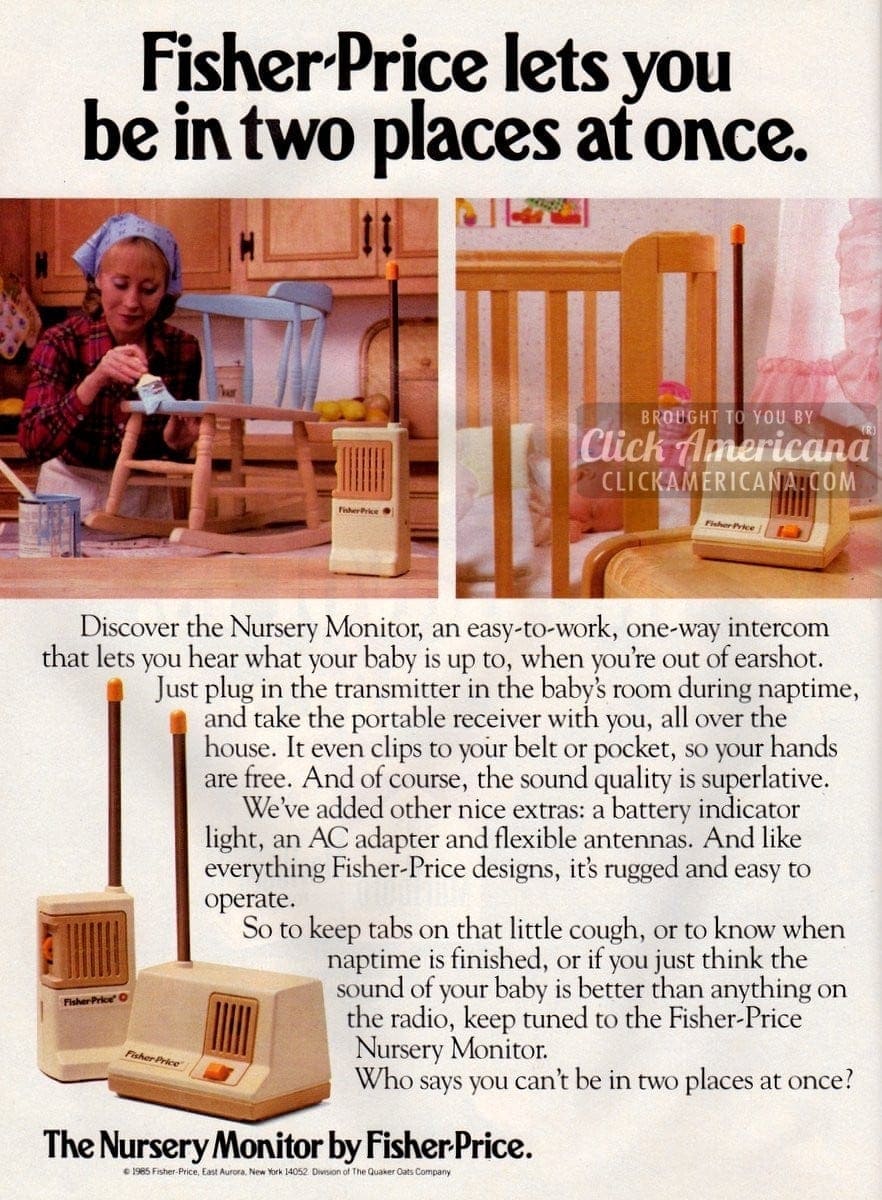 Fisher-Price lets you
be in two places at once.
Fisher-Price
BROUGHT TO YOU BY
Click Americana (R)
CLICKAMERICANA.COM
Fisher-Price
Discover the Nursery Monitor, an easy-to-work, one-way intercom
that lets you hear what your baby is up to, when you're out of earshot.
Just plug in the transmitter in the baby's room during naptime,
and take the portable receiver with you, all over the
house. It even clips to your belt or pocket, so your hands
are free. And of course, the sound quality is superlative.
We've added other nice extras: a battery indicator
light, an AC adapter and flexible antennas. And like
everything Fisher-Price designs, it's rugged and easy to
operate.
So to keep tabs on that little cough, or to know when
naptime is finished, or if you just think the
sound of your baby is better than anything on
the radio, keep tuned to the Fisher-Price
Nursery Monitor.
Who says you can't be in two places at once?
Fisher-Price
Fisher-Price
The Nursery Monitor by Fisher-Price.
© 1985 Fisher-Price, East Aurora, New York 14052 Division of The Quaker Oats Company